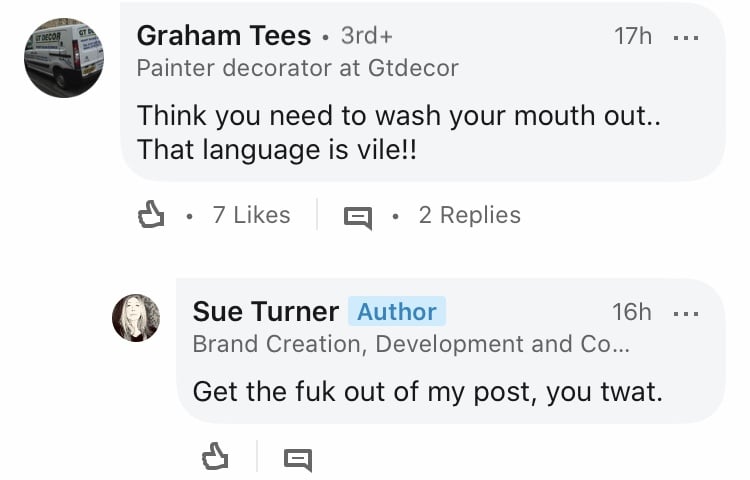 GT DECOR
Graham Tees • 3rd+
17h ...
Painter decorator at Gtdecor
Think you need to wash your mouth out..
That language is vile!!
• 7 Likes
• 2 Replies
Sue Turner Author
16h ...
Brand Creation, Development and Co...
Get the fuk out of my post, you twat.